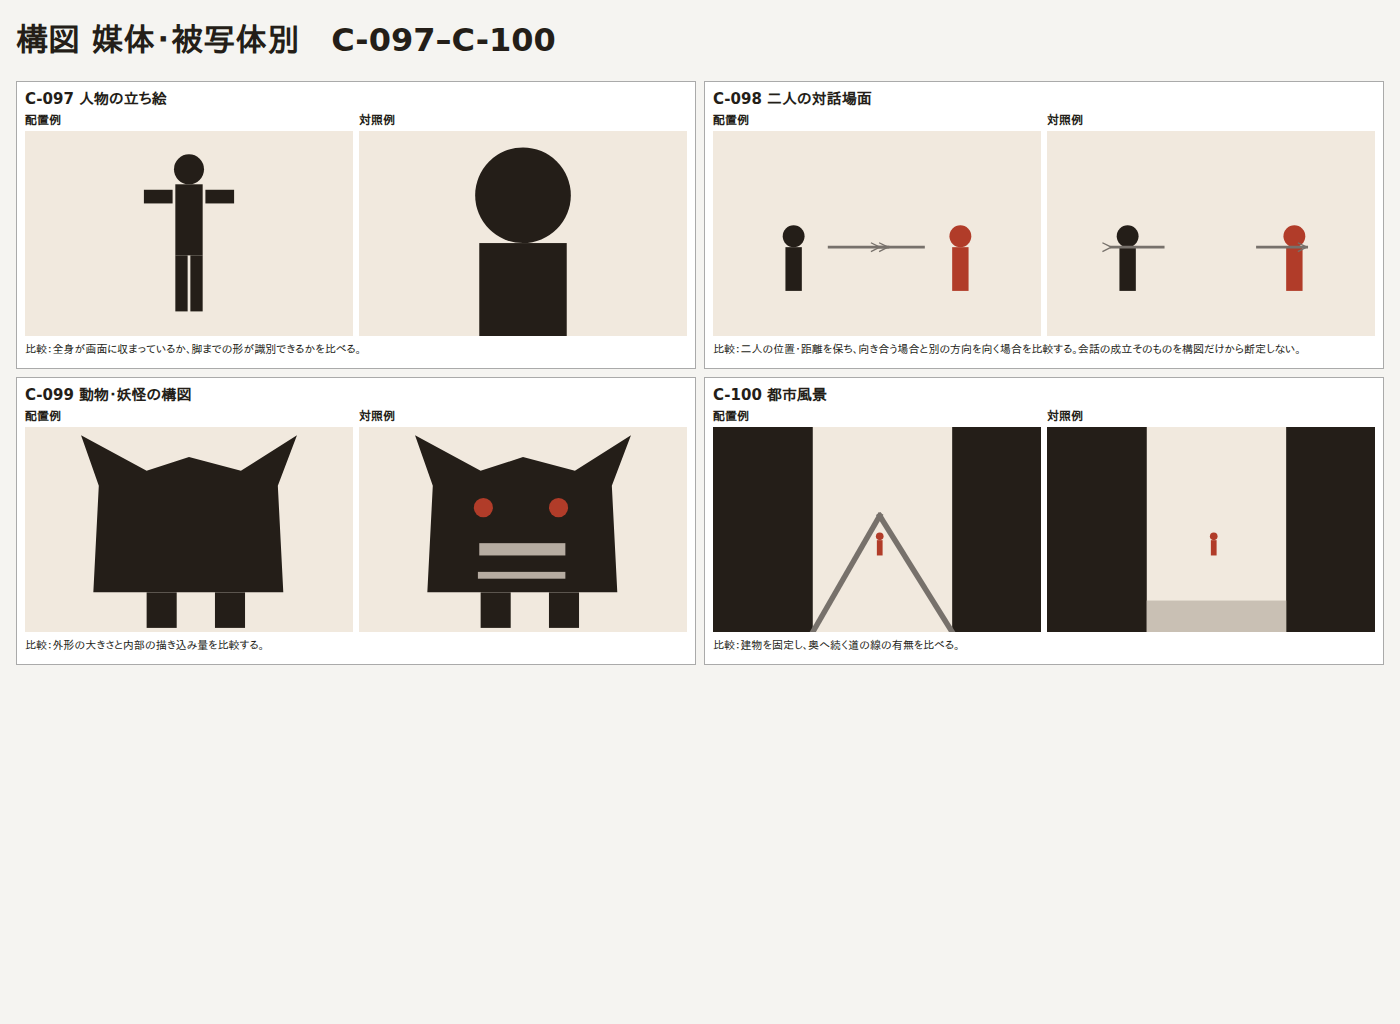 構図 媒体・被写体別　C-097–C-100
C-097 人物の立ち絵
配置例
対照例
比較：全身が画面に収まっているか、脚までの形が識別できるかを比べる。
C-098 二人の対話場面
配置例
対照例
比較：二人の位置・距離を保ち、向き合う場合と別の方向を向く場合を比較する。会話の成立そのものを構図だけから断定しない。
C-099 動物・妖怪の構図
配置例
対照例
比較：外形の大きさと内部の描き込み量を比較する。
C-100 都市風景
配置例
対照例
比較：建物を固定し、奥へ続く道の線の有無を比べる。